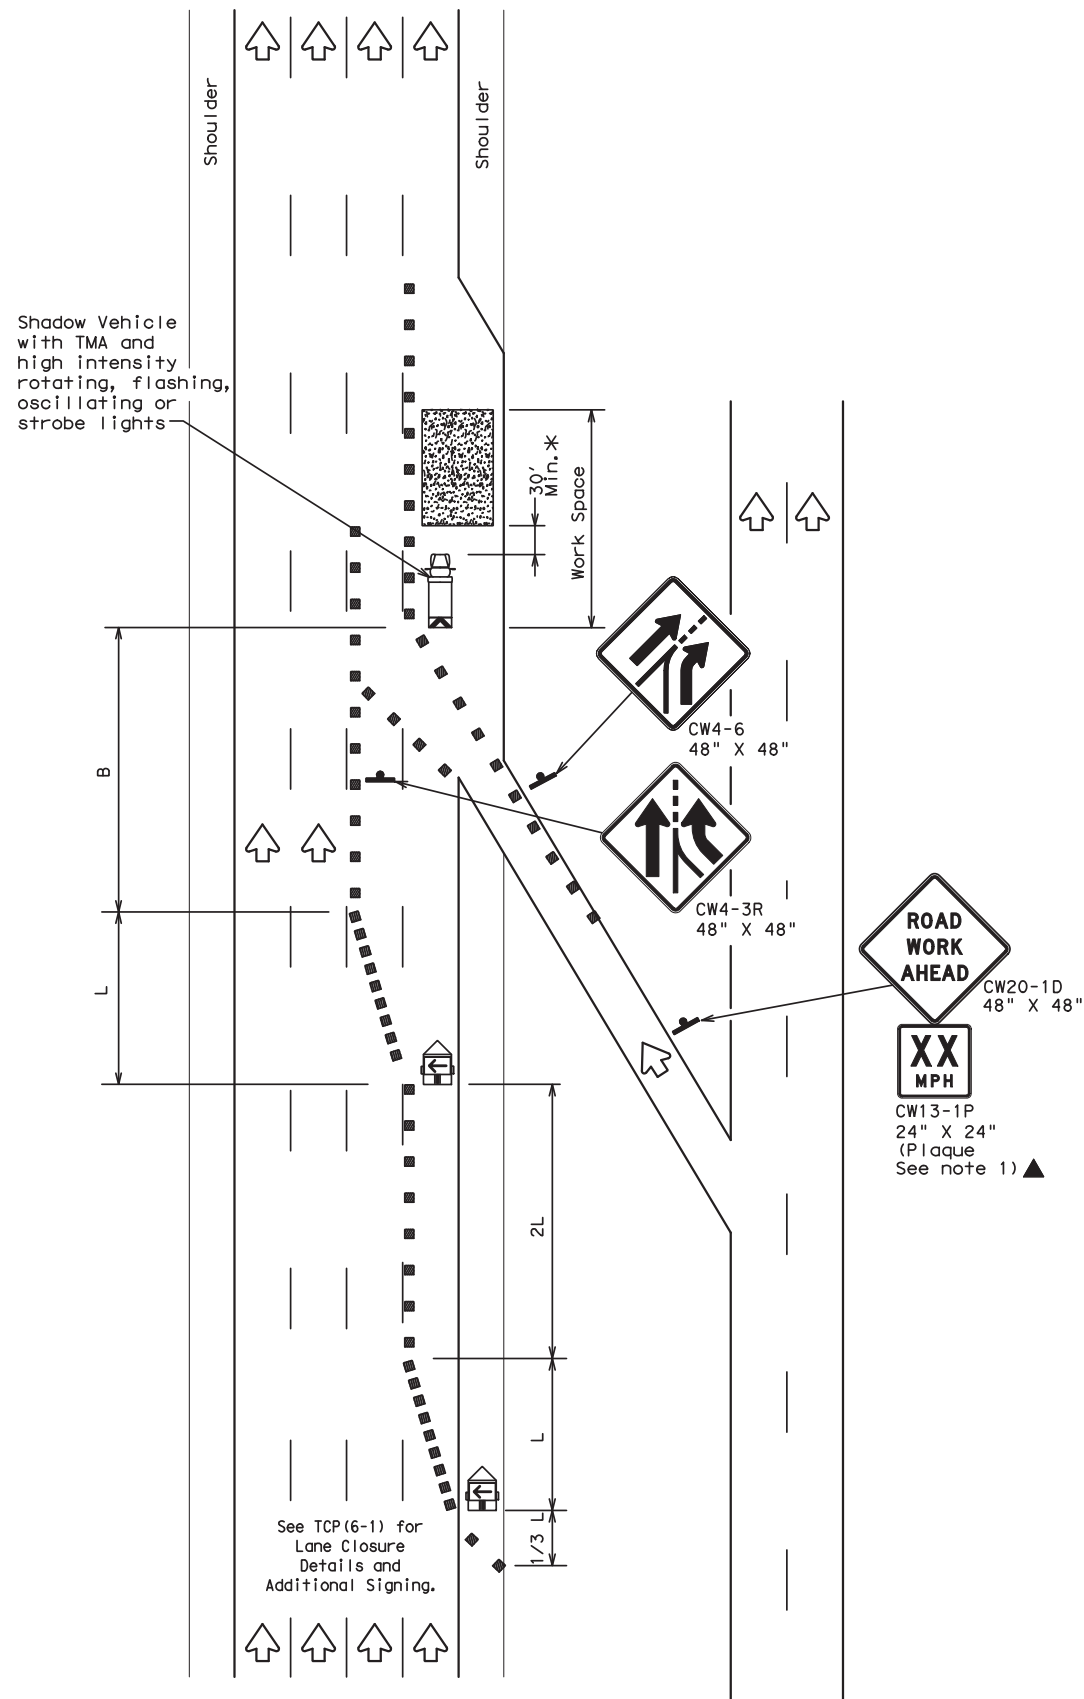 Shoulder
Shoulder
Shadow Vehicle
with TMA and
high intensity
rotating, flashing,
oscillating or
strobe lights
30'
Min.*
Work Space
CW4-6
48" X 48"
B
CW4-3R
48" X 48"
ROAD
WORK
AHEAD
CW20-1D
48" X 48"
XX
MPH
CW13-1P
24" X 24"
(Plaque
See note 1) ▲
L
2L
L
1/3 L
See TCP(6-1) for
Lane Closure
Details and
Additional Signing.